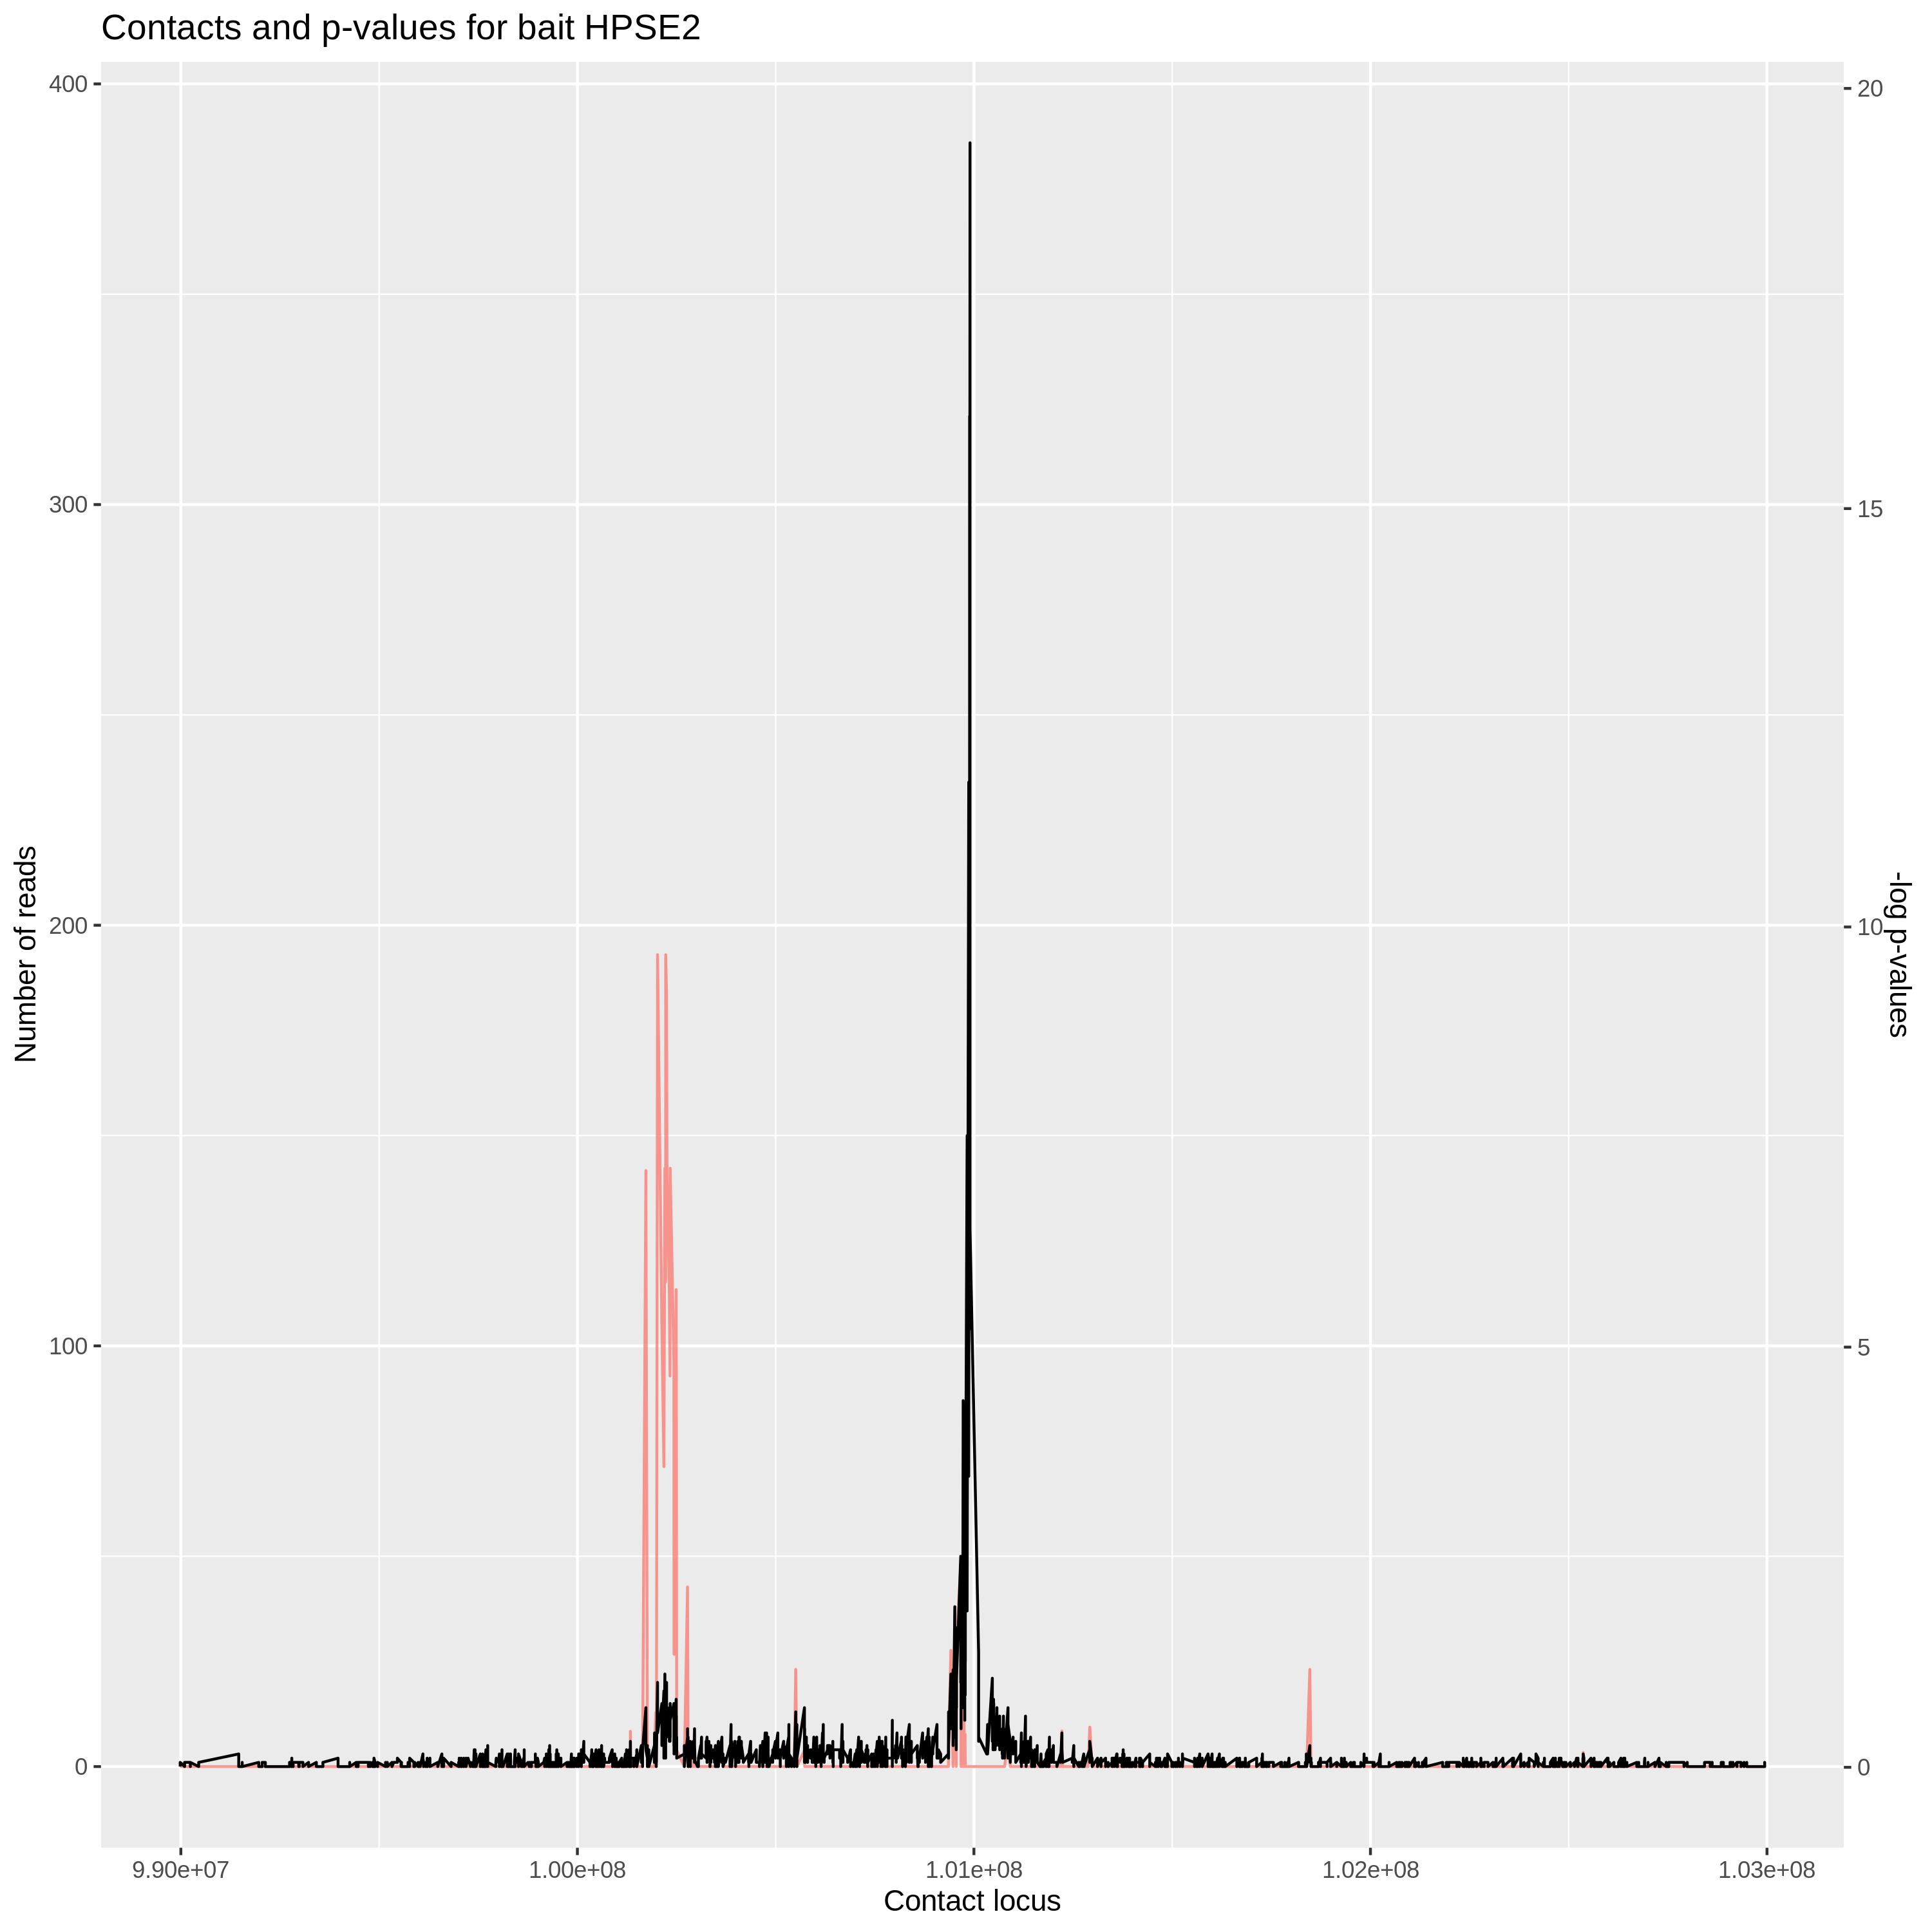 Contacts and p-values for bait HPSE2
400
300
200
100
0
20
15
10
5
0
Number of reads
-log p-values
9.90e+07
1.00e+08
1.01e+08
1.02e+08
1.03e+08
Contact locus